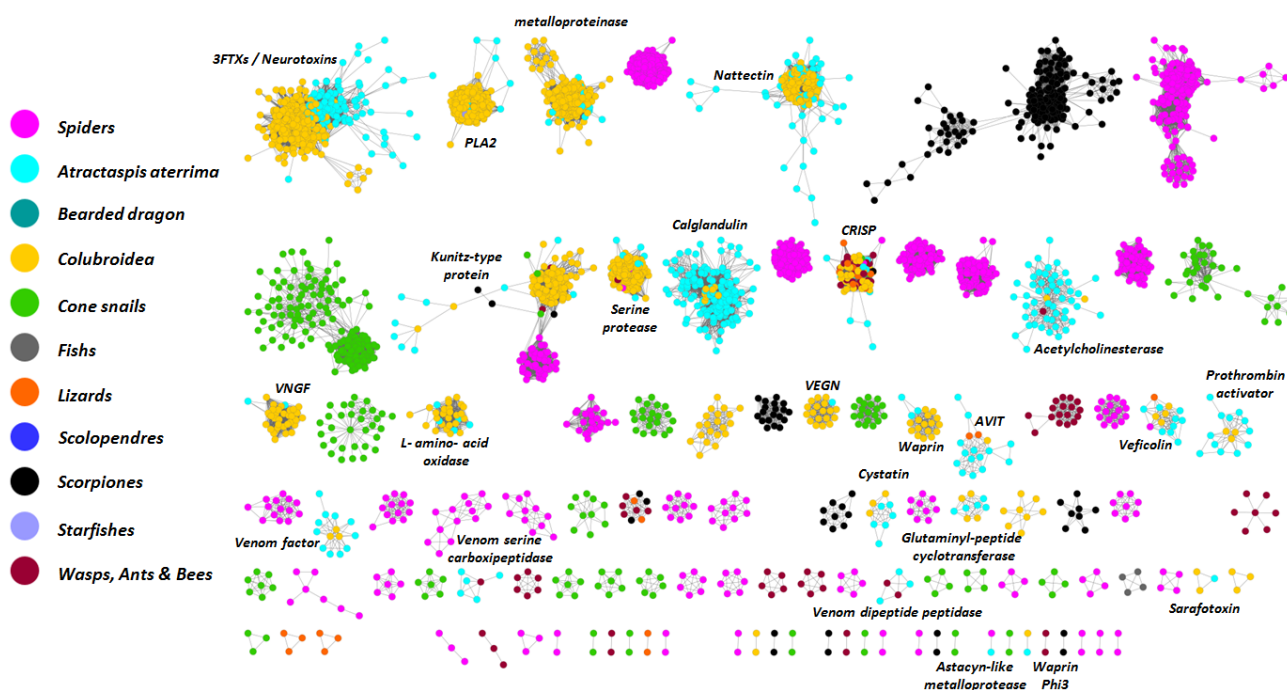 metalloproteinase
3FTXs / Neurotoxins
Nattectin
PLA2
Spiders
Atractaspis aterrima
Bearded dragon
Colubroidea
Cone snails
Fishs
Lizards
Scolopendres
Scorpiones
Starfishes
Wasps, Ants & Bees
Calglandulin
CRISP
Kunitz-type
protein
Serine
protease
Acetylcholinesterase
VNGF
VEGN
Prothrombin
activator
L- amino- acid
oxidase
Waprin
AVIT
Veficolin
Cystatin
Venom factor
Venom serine
carboxipeptidase
Glutaminyl-peptide
cyclotransferase
Venom dipeptide peptidase
Sarafotoxin
Astacyn-like
metalloprotease
Waprin
Phi3